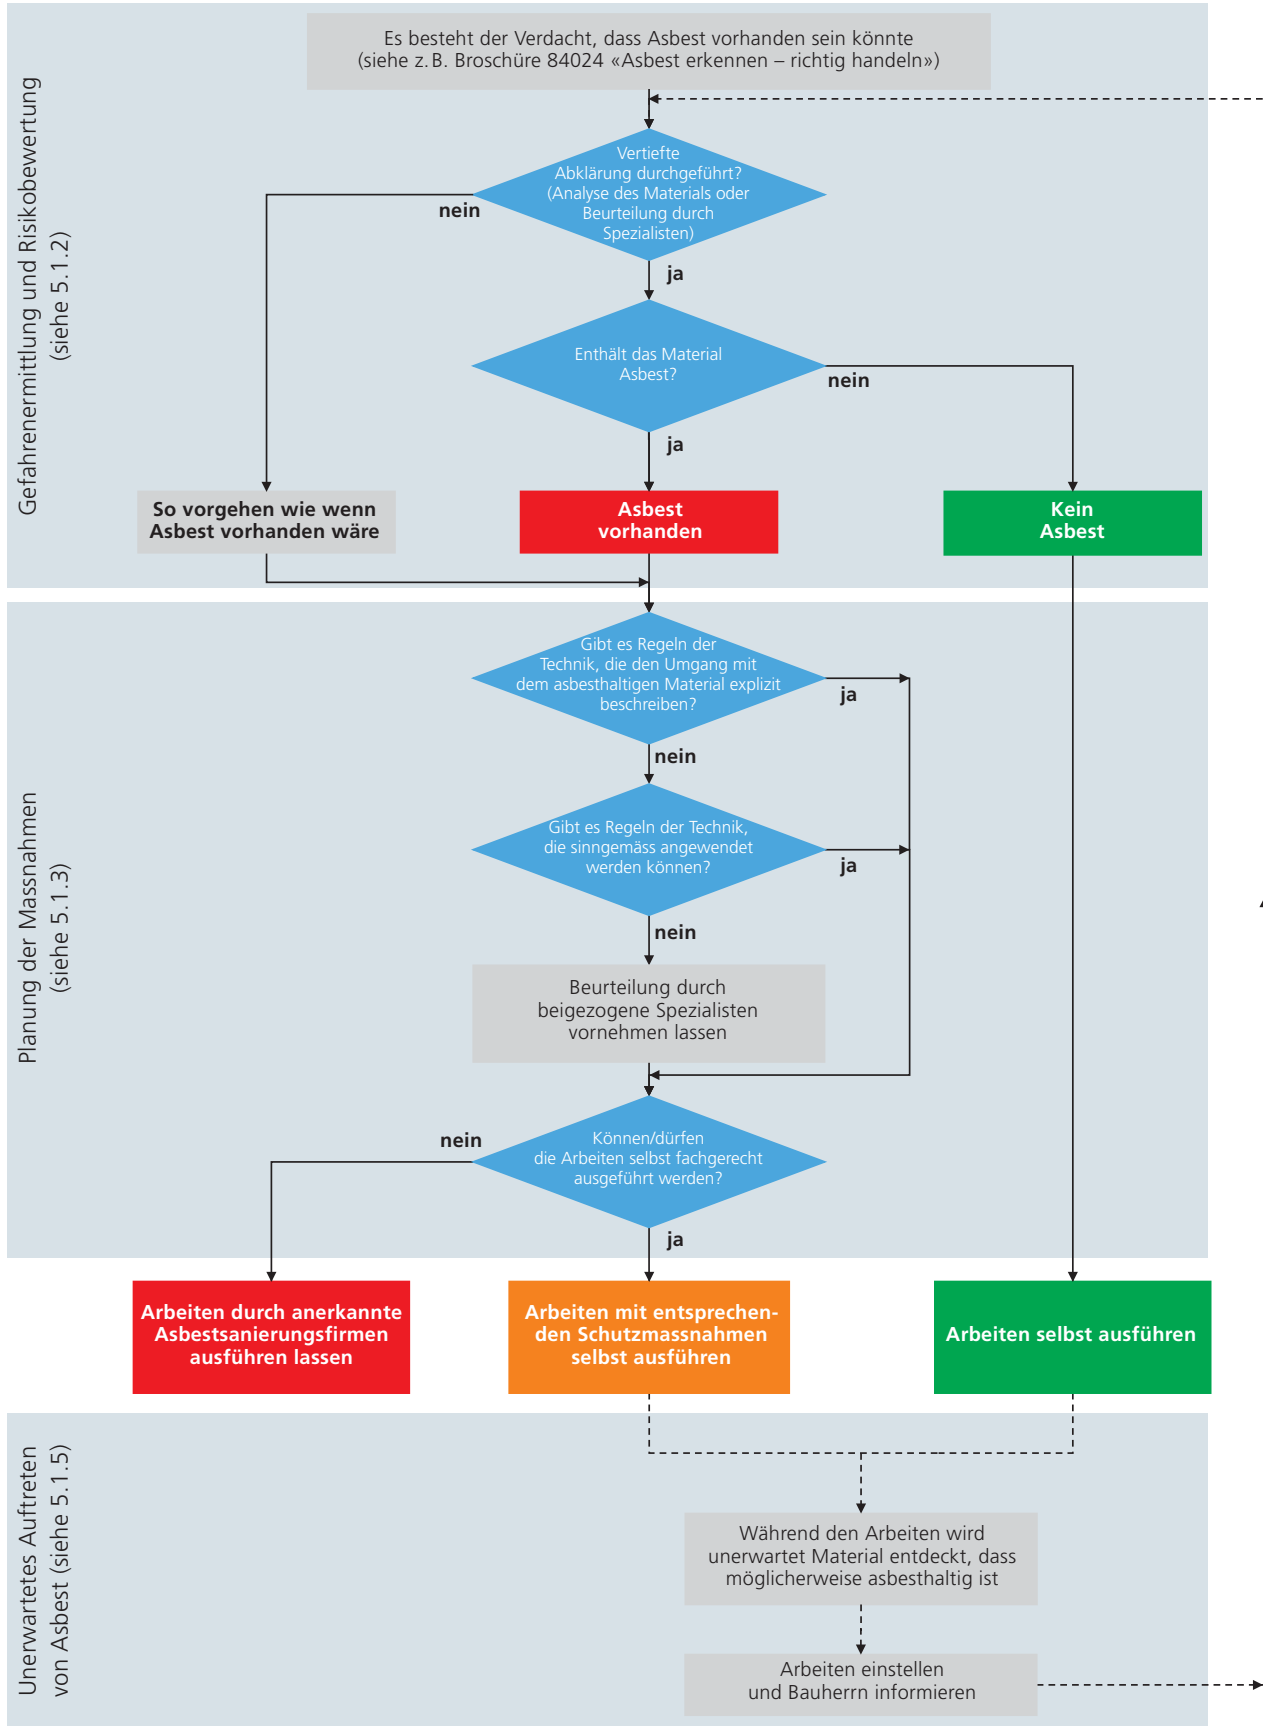 Es besteht der Verdacht, dass Asbest vorhanden sein könnte
(siehe z.B. Broschüre 84024 «Asbest erkennen – richtig handeln»)
Gefahrenermittlung und Risikobewertung
(siehe 5.1.2)
Vertiefte
Abklärung durchgeführt?
(Analyse des Materials oder
Beurteilung durch
Spezialisten)
nein
ja
Enthält das Material
Asbest?
nein
ja
So vorgehen wie wenn
Asbest vorhanden wäre
Asbest
vorhanden
Kein
Asbest
Planung der Massnahmen
(siehe 5.1.3)
Gibt es Regeln der
Technik, die den Umgang mit
dem asbesthaltigen Material explizit
beschreiben?
ja
nein
Gibt es Regeln der Technik,
die sinngemäss angewendet
werden können?
ja
nein
Beurteilung durch
beigezogene Spezialisten
vornehmen lassen
Können/dürfen
die Arbeiten selbst fachgerecht
ausgeführt werden?
nein
ja
Arbeiten durch anerkannte
Asbestsanierungsfirmen
ausführen lassen
Arbeiten mit entsprechen-
den Schutzmassnahmen
selbst ausführen
Arbeiten selbst ausführen
Unerwartetes Auftreten
von Asbest (siehe 5.1.5)
Während den Arbeiten wird
unerwartet Material entdeckt, dass
möglicherweise asbesthaltig ist
Arbeiten einstellen
und Bauherrn informieren